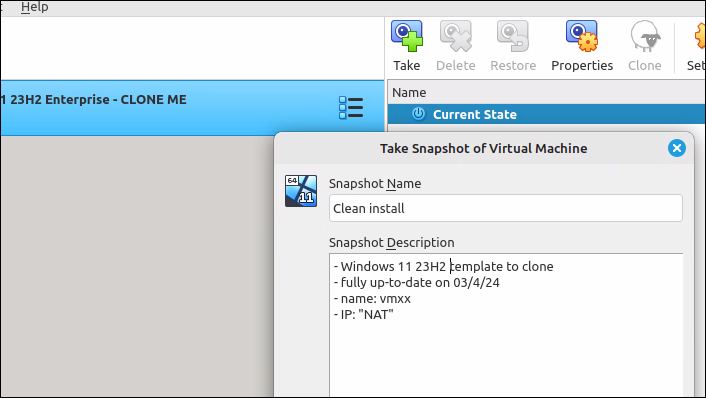 Help
Take Delete Restore Properties Clone
1 23H2 Enterprise - CLONE ME
Name
Current State
Take Snapshot of Virtual Machine
64
11
Snapshot Name
Clean install
Snapshot Description
- Windows 11 23H2 template to clone
- fully up-to-date on 03/4/24
- name: vmxx
- IP: "NAT"